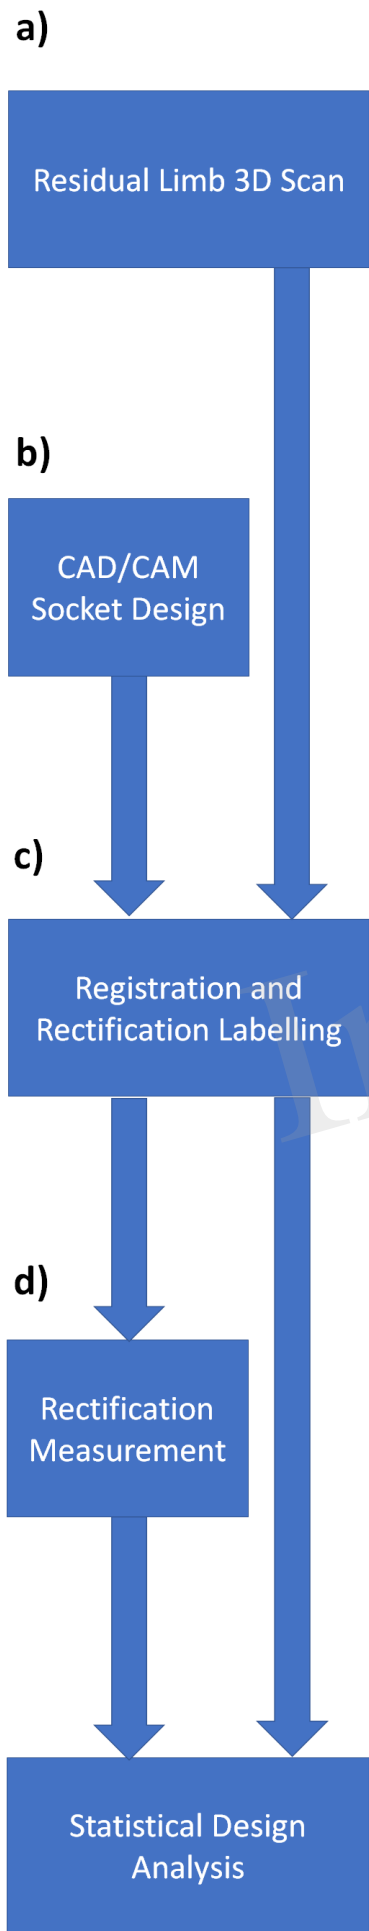 a)
Residual Limb 3D Scan
b)
CAD/CAM
Socket Design
c)
Registration and
Rectification Labelling
d)
Rectification
Measurement
Statistical Design
Analysis